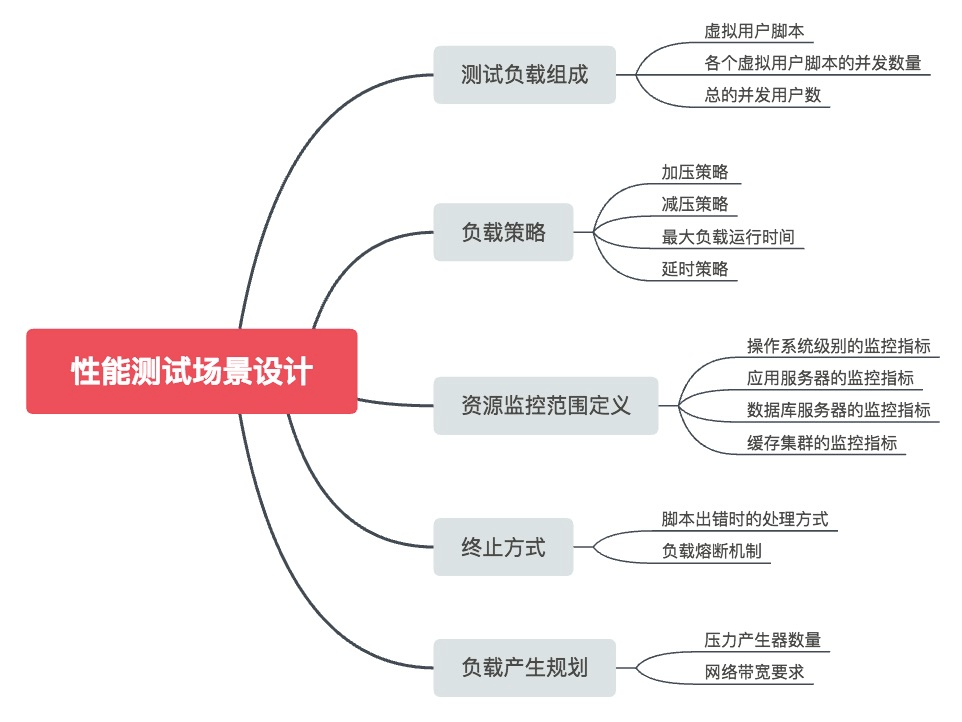 性能测试场景设计
测试负载组成
虚拟用户脚本
各个虚拟用户脚本的并发数量
总的并发用户数
负载策略
加压策略
减压策略
最大负载运行时间
延时策略
资源监控范围定义
操作系统级别的监控指标
应用服务器的监控指标
数据库服务器的监控指标
缓存集群的监控指标
终止方式
脚本出错时的处理方式
负载熔断机制
负载产生规划
压力产生器数量
网络带宽要求